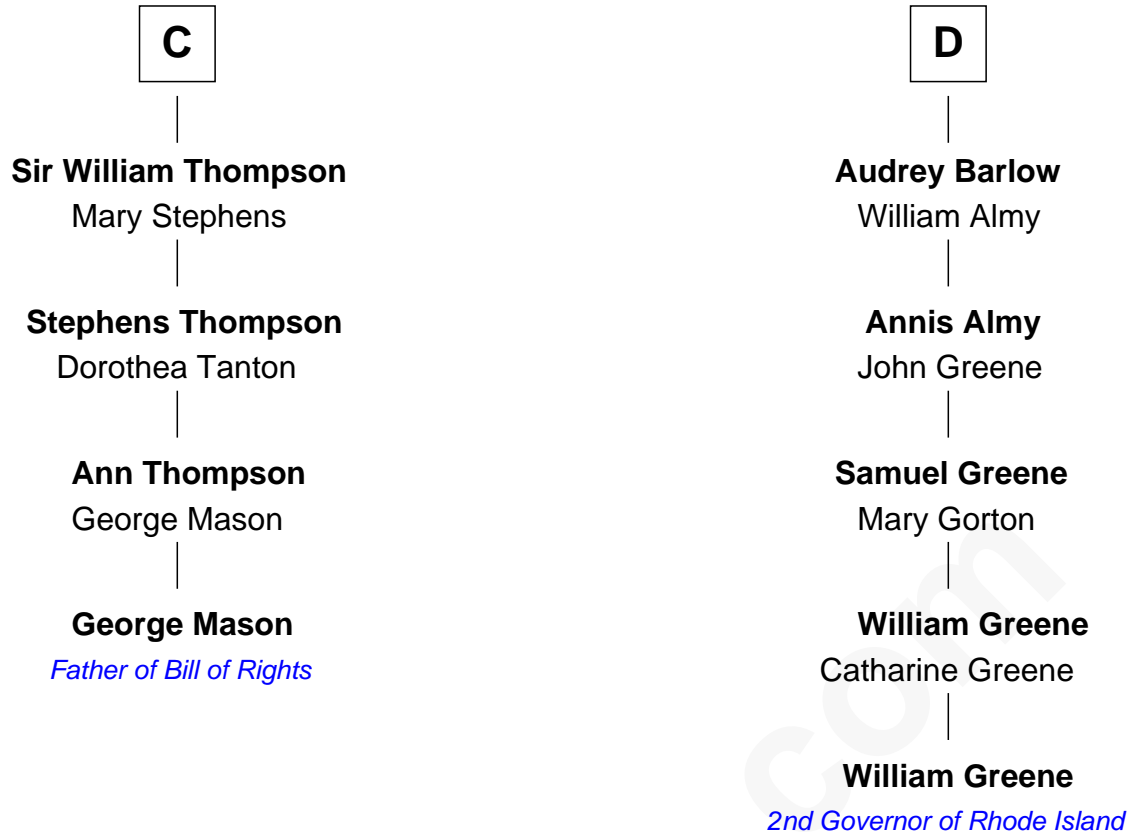 C
Sir William Thompson
Mary Stephens
Stephens Thompson
Dorothea Tanton
Ann Thompson
George Mason
George Mason
Father of Bill of Rights
D
Audrey Barlow
William Almy
Annis Almy
John Greene
Samuel Greene
Mary Gorton
William Greene
Catharine Greene
William Greene
2nd Governor of Rhode Island
com